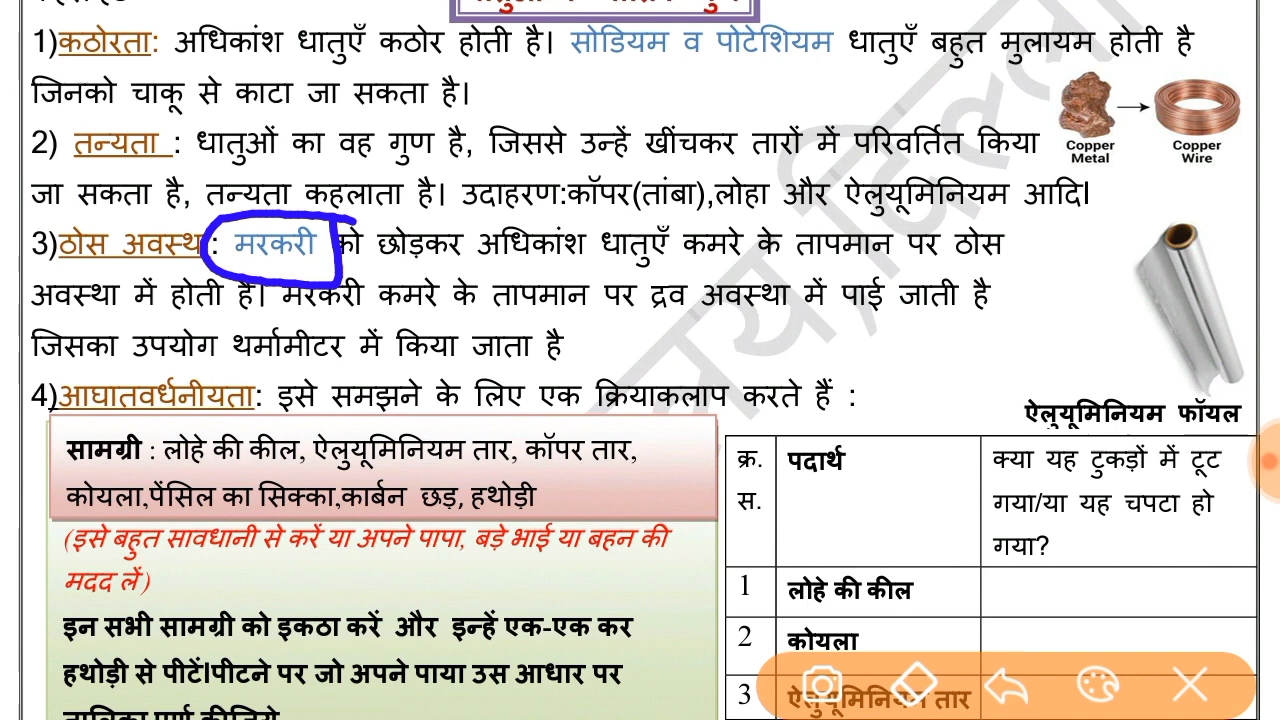 1)कठोरता: अधिकांश धातुएँ कठोर होती है। सोडियम व पोटेशियम धातुएँ बहुत मुलायम होती है
जिनको चाकू से काटा जा सकता है।
2) तन्यता : धातुओं का वह गुण है, जिससे उन्हें खींचकर तारों में परिवर्तित किया
जा सकता है, तन्यता कहलाता है। उदाहरण:कॉपर(तांबा),लोहा और ऐलुयूमिनियम आदि।
Copper Metal
Copper Wire
3)ठोस अवस्था: मरकरी को छोड़कर अधिकांश धातुएँ कमरे के तापमान पर ठोस
अवस्था में होती है। मरकरी कमरे के तापमान पर द्रव अवस्था में पाई जाती है
जिसका उपयोग थर्मामीटर में किया जाता है
4)आघातवर्धनीयता: इसे समझने के लिए एक क्रियाकलाप करते हैं :
ऐलुयूमिनियम फॉयल
सामग्री : लोहे की कील, ऐलुयूमिनियम तार, कॉपर तार,
कोयला,पेंसिल का सिक्का,कार्बन छड़, हथोड़ी
(इसे बहुत सावधानी से करें या अपने पापा, बड़े भाई या बहन की
मदद लें)
इन सभी सामग्री को इकठा करें और इन्हें एक-एक कर
हथोड़ी से पीटें।पीटने पर जो अपने पाया उस आधार पर
क्र. स. पदार्थ क्या यह टुकड़ों में टूट
गया/या यह चपटा हो
गया?
1 लोहे की कील
2 कोयला
3 ऐलुयूमिनियम तार